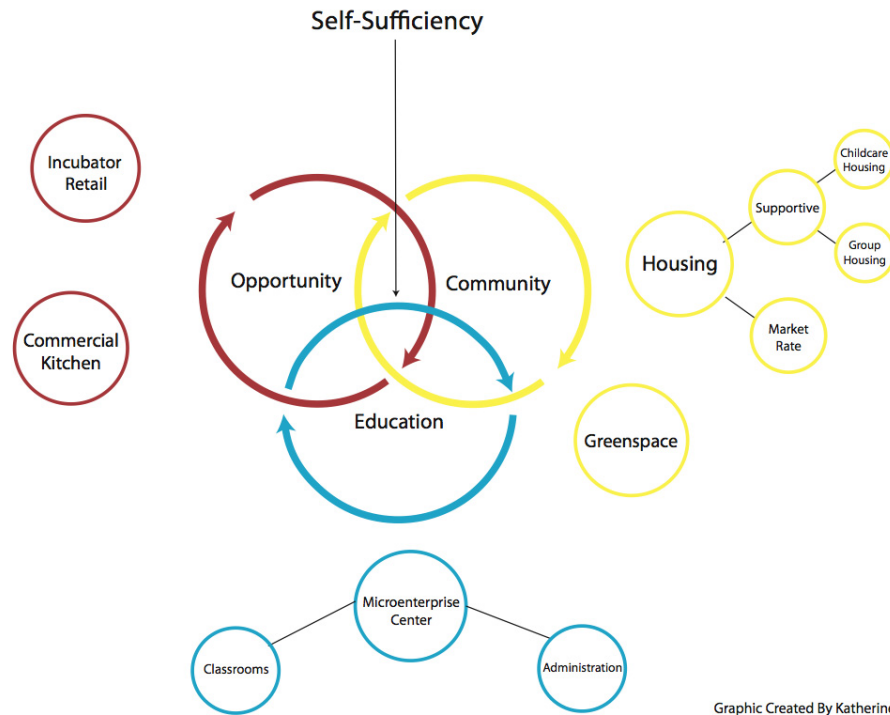 Self-Sufficiency
Incubator
Retail
Commercial
Kitchen
Opportunity
Community
Education
Housing
Supportive
Childcare
Housing
Group
Housing
Market
Rate
Greenspace
Microenterprise
Center
Classrooms
Administration
Graphic Created By Katherine